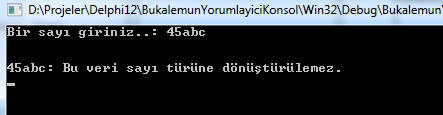 D:\Projeler\Delphi12\BukalemunYorumlayiciKonsol\Win32\Debug\Bukalemun
Bir sayı giriniz..: 45abc
45abc: Bu veri sayı türüne dönüştürülemez.